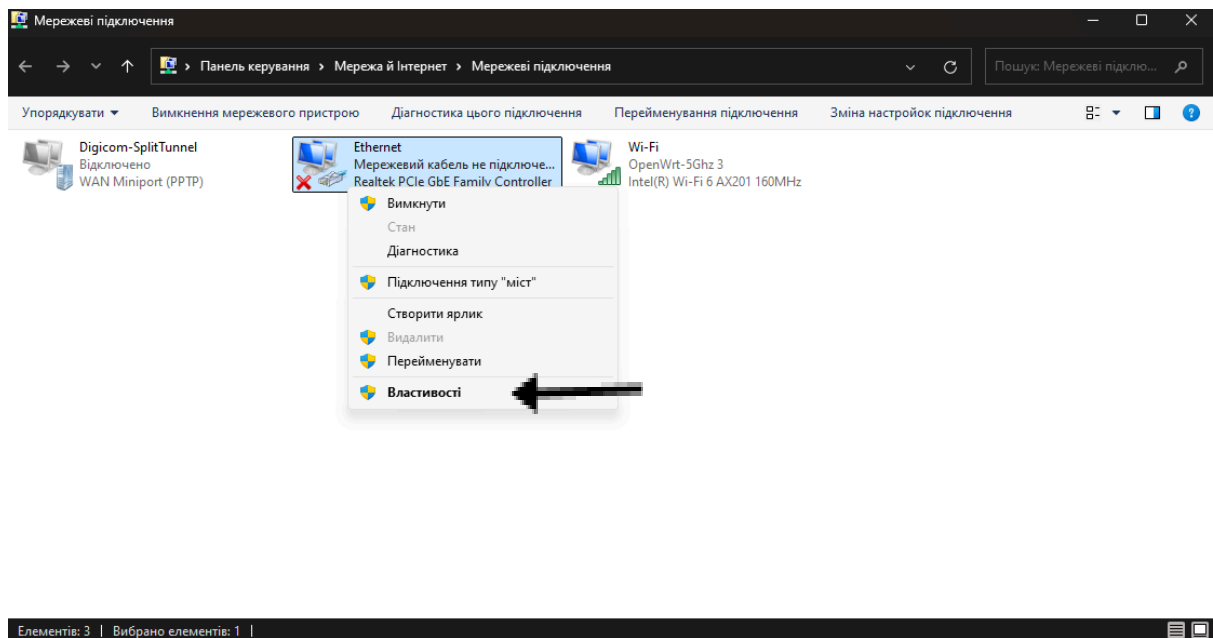 Мережеві підключення
Панель керування › Мережа й Інтернет › Мережеві підключення
Пошук: Мережеві підклю...
Упорядкувати
Вимкнення мережевого пристрою
Діагностика цього підключення
Перейменування підключення
Зміна настройок підключення
Digicom-SplitTunnel
Відключено
WAN Miniport (PPTP)
Ethernet
Мережевий кабель не підключе...
Realtek PCIe GbE Family Controller
Wi-Fi
OpenWrt-5Ghz 3
Intel(R) Wi-Fi 6 AX201 160MHz
Вимкнути
Стан
Діагностика
Підключення типу "міст"
Створити ярлик
Видалити
Перейменувати
Властивості
Елементів: 3
Вибрано елементів: 1